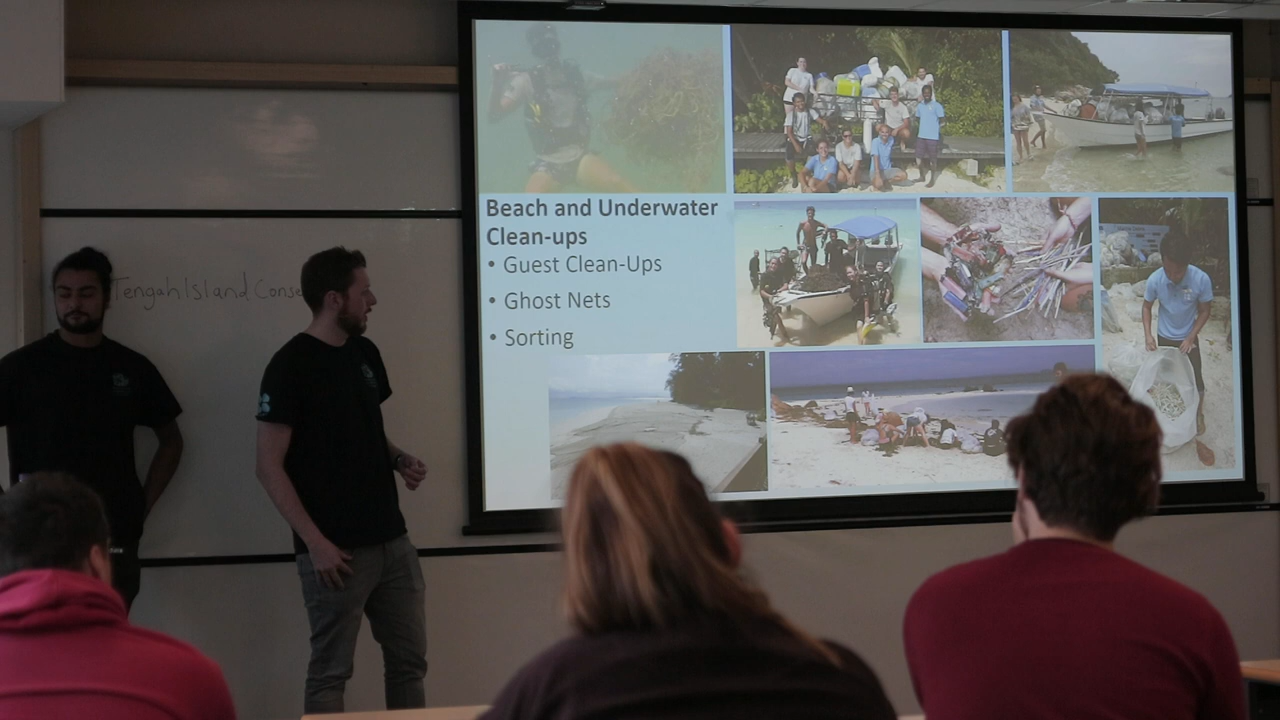 Tengah Island Conse
Beach and Underwater
Clean-ups
• Guest Clean-Ups
• Ghost Nets
• Sorting